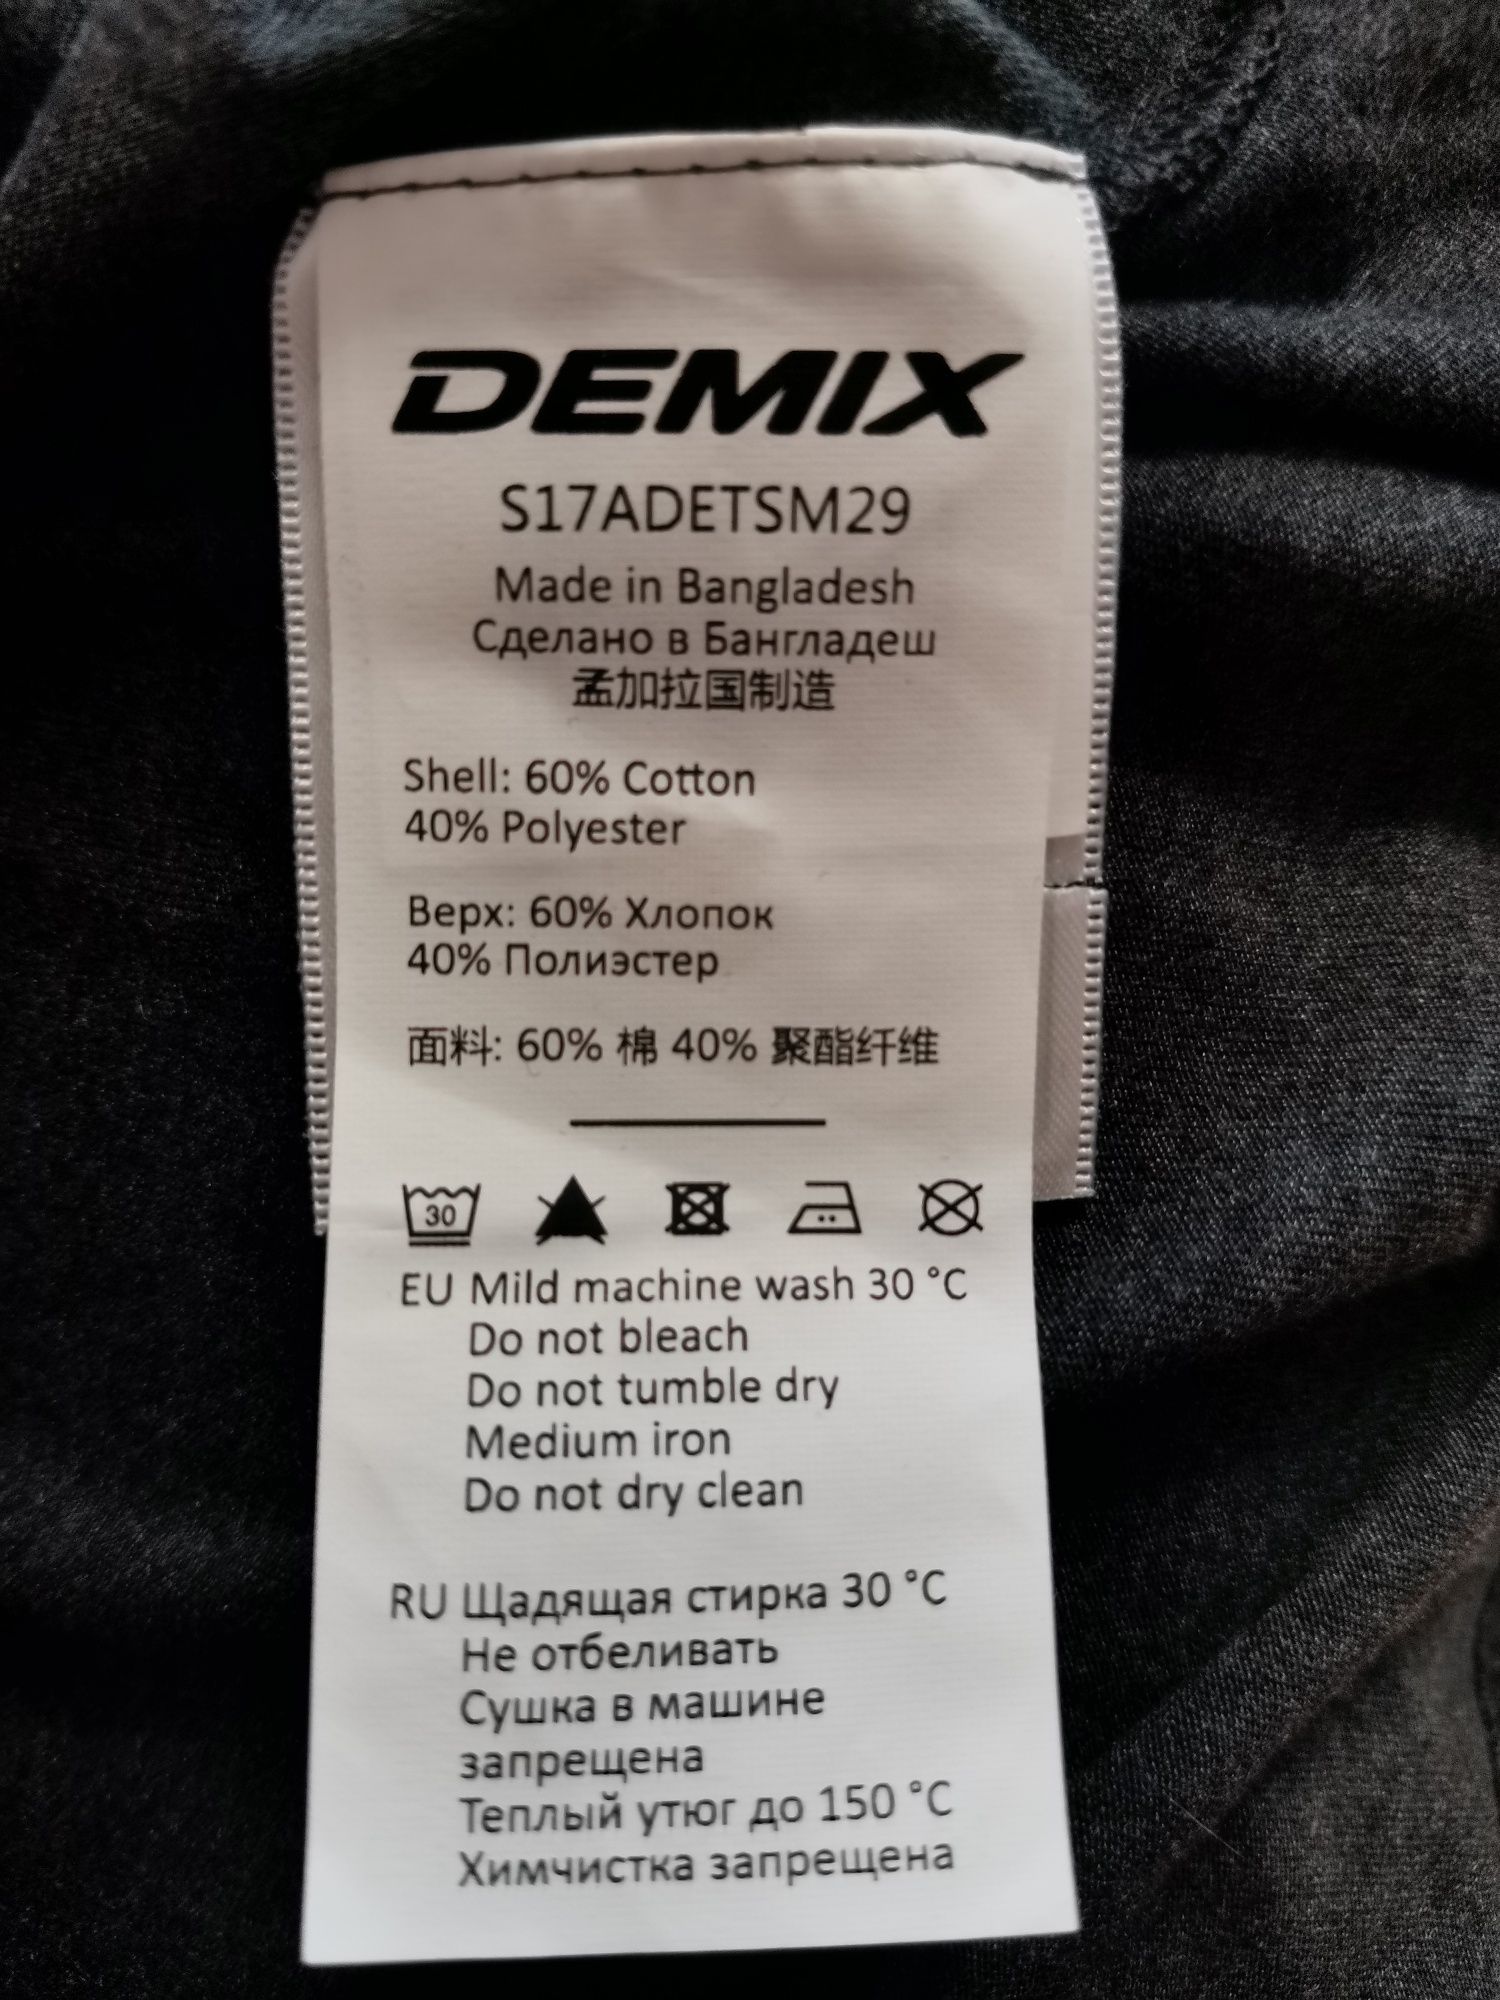 DEMIX
S17ADETSM29
Made in Bangladesh
Сделано в Бангладеш
孟加拉国制造
Shell: 60% Cotton
40% Polyester
Верх: 60% Хлопок
40% Полиэстер
面料: 60% 棉 40% 聚酯纤维
30
EU Mild machine wash 30 °C
Do not bleach
Do not tumble dry
Medium iron
Do not dry clean
RU Щадящая стирка 30 °C
Не отбеливать
Сушка в машине
запрещена
Теплый утюг до 150 °C
Химчистка запрещена